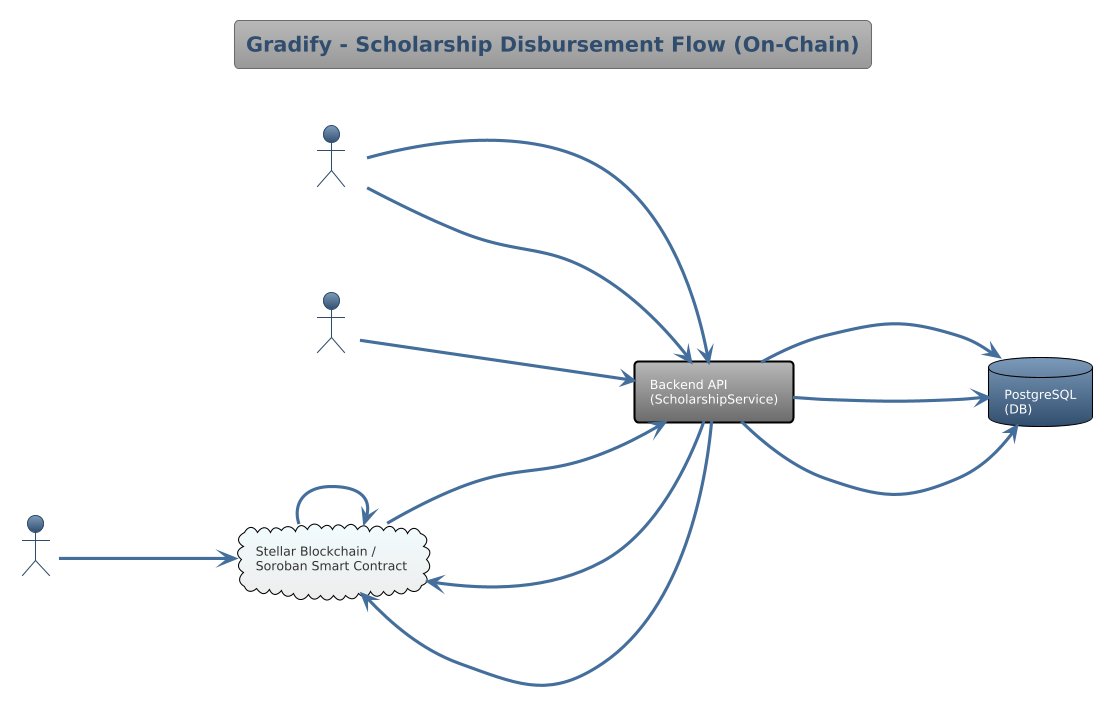 Gradify - Scholarship Disbursement Flow (On-Chain)
Backend API
(ScholarshipService)
PostgreSQL
(DB)
Stellar Blockchain /
Soroban Smart Contract